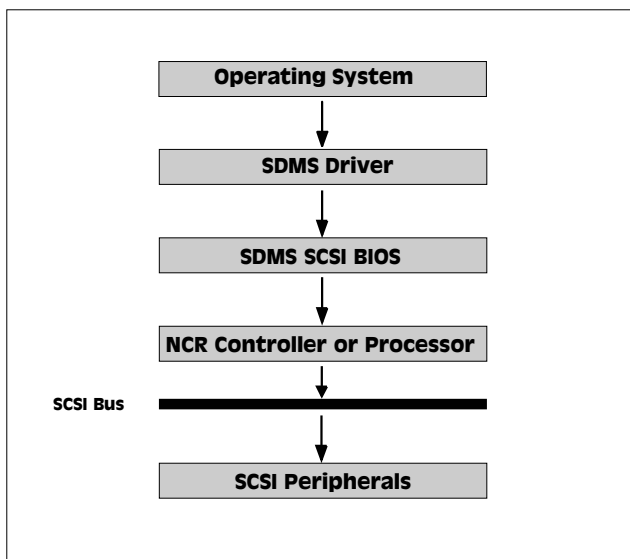 Operating System
SDMS Driver
SDMS SCSI BIOS
NCR Controller or Processor
SCSI Bus
SCSI Peripherals